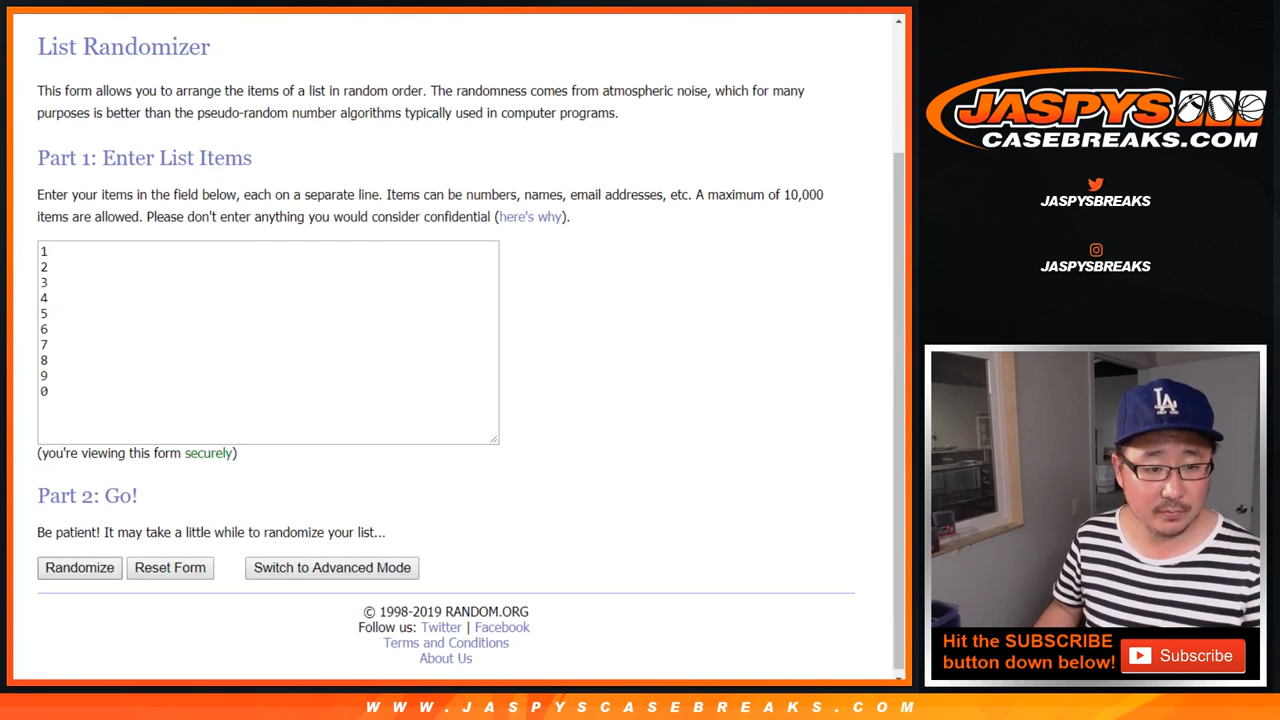 List Randomizer
This form allows you to arrange the items of a list in random order. The randomness comes from atmospheric noise, which for many
purposes is better than the pseudo-random number algorithms typically used in computer programs.
Part 1: Enter List Items
Enter your items in the field below, each on a separate line. Items can be numbers, names, email addresses, etc. A maximum of 10,000
items are allowed. Please don't enter anything you would consider confidential (here's why).
1
2
3
4
5
6
7
8
9
0
(you're viewing this form securely)
Part 2: Go!
Be patient! It may take a little while to randomize your list...
Randomize
Reset Form
Switch to Advanced Mode
© 1998-2019 RANDOM.ORG
Follow us: Twitter | Facebook
Terms and Conditions
About Us
JASPYS
CASEBREAKS.COM
JASPYSBREAKS
JASPYSBREAKS
LA
Hit the SUBSCRIBE
button down below!
Subscribe
WWW.JASPYSCASEBREAKS.COM